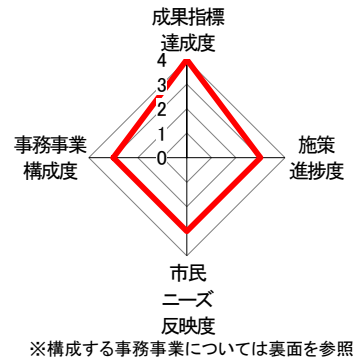 成果指標
達成度
4
3
2
1
0
事務事業
構成度
施策
進捗度
市民
ニーズ
反映度
※構成する事務事業については裏面を参照